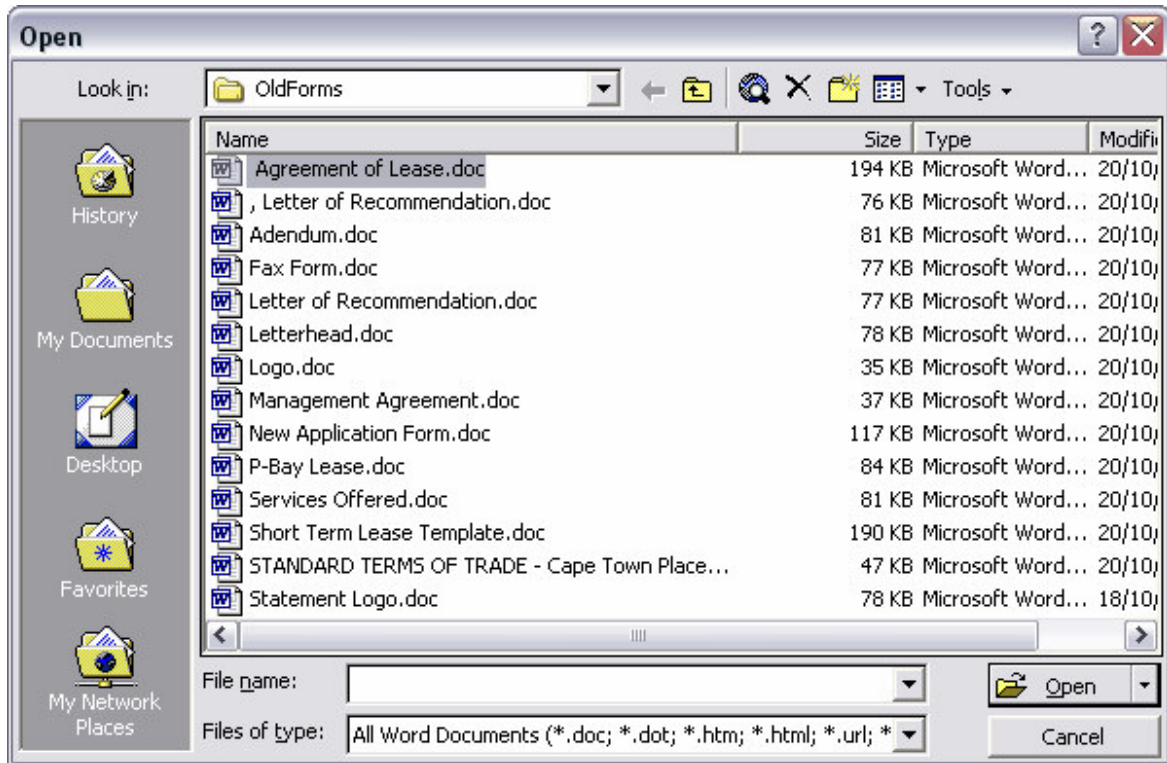 Open
Look in: OldForms Tools
Name Size Type Modifi
Agreement of Lease.doc 194 KB Microsoft Word... 20/10/
, Letter of Recommendation.doc 76 KB Microsoft Word... 20/10/
Adendum.doc 81 KB Microsoft Word... 20/10/
Fax Form.doc 77 KB Microsoft Word... 20/10/
Letter of Recommendation.doc 77 KB Microsoft Word... 20/10/
Letterhead.doc 78 KB Microsoft Word... 20/10/
Logo.doc 35 KB Microsoft Word... 20/10/
Management Agreement.doc 37 KB Microsoft Word... 20/10/
New Application Form.doc 117 KB Microsoft Word... 20/10/
P-Bay Lease.doc 84 KB Microsoft Word... 20/10/
Services Offered.doc 81 KB Microsoft Word... 20/10/
Short Term Lease Template.doc 190 KB Microsoft Word... 20/10/
STANDARD TERMS OF TRADE - Cape Town Place... 47 KB Microsoft Word... 20/10/
Statement Logo.doc 78 KB Microsoft Word... 18/10/
History
My Documents
Desktop
Favorites
My Network
Places
File name: Open
Files of type: All Word Documents (*.doc; *.dot; *.htm; *.html; *.url; * Cancel